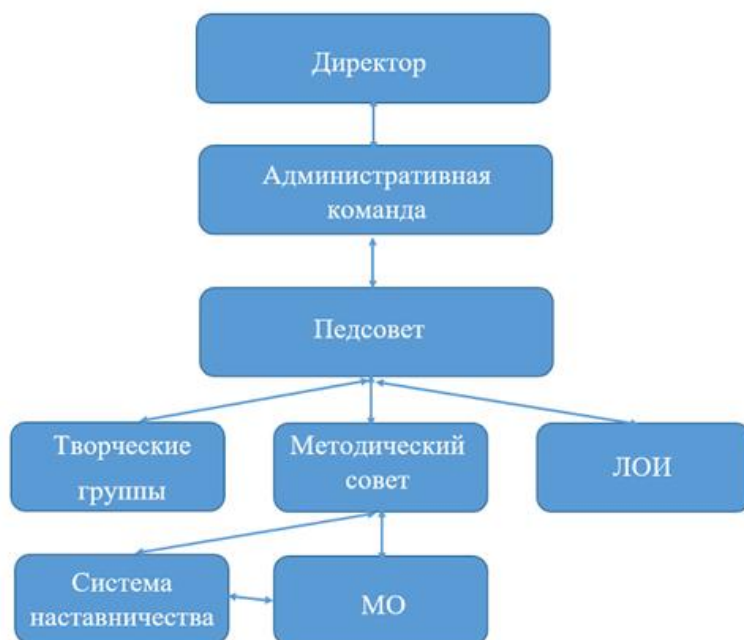 Директор
Административная
команда
Педсовет
Творческие
группы
Методический
совет
ЛОИ
Система
наставничества
МО